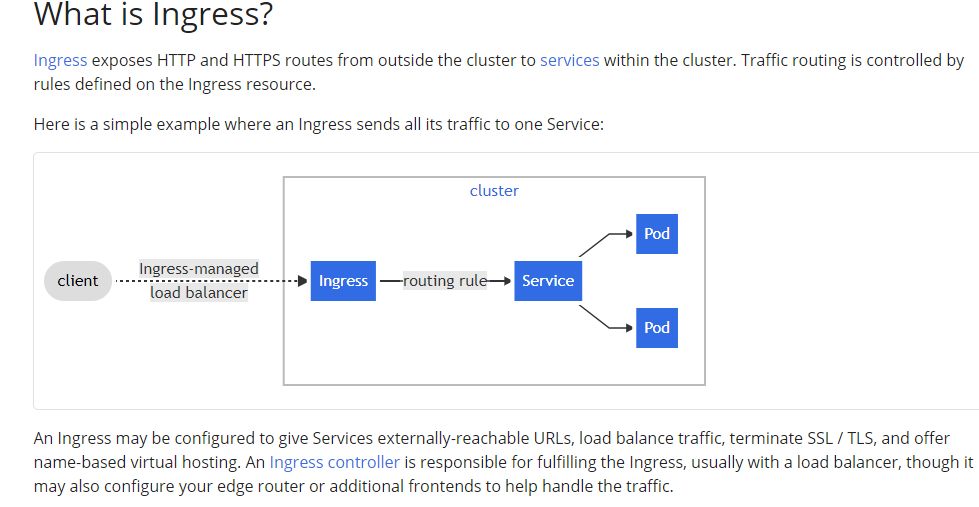 What is Ingress?
Ingress exposes HTTP and HTTPS routes from outside the cluster to services within the cluster. Traffic routing is controlled by
rules defined on the Ingress resource.
Here is a simple example where an Ingress sends all its traffic to one Service:
cluster
client
Ingress-managed
load balancer
Ingress
routing rule
Service
Pod
Pod
An Ingress may be configured to give Services externally-reachable URLs, load balance traffic, terminate SSL / TLS, and offer
name-based virtual hosting. An Ingress controller is responsible for fulfilling the Ingress, usually with a load balancer, though it
may also configure your edge router or additional frontends to help handle the traffic.